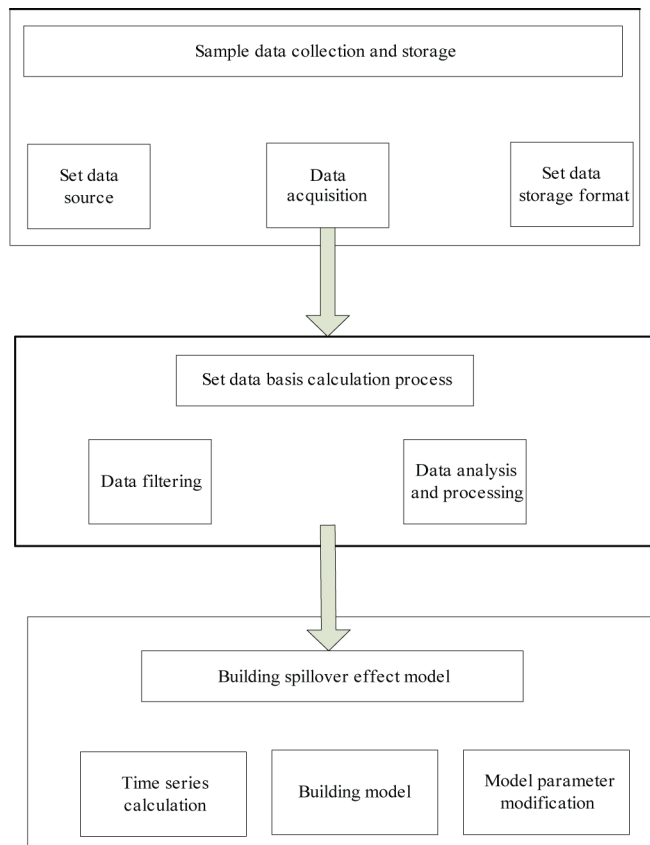 Sample data collection and storage
Set data
source
Data
acquisition
Set data
storage format
Set data basis calculation process
Data filtering
Data analysis
and processing
Building spillover effect model
Time series
calculation
Building model
Model parameter
modification